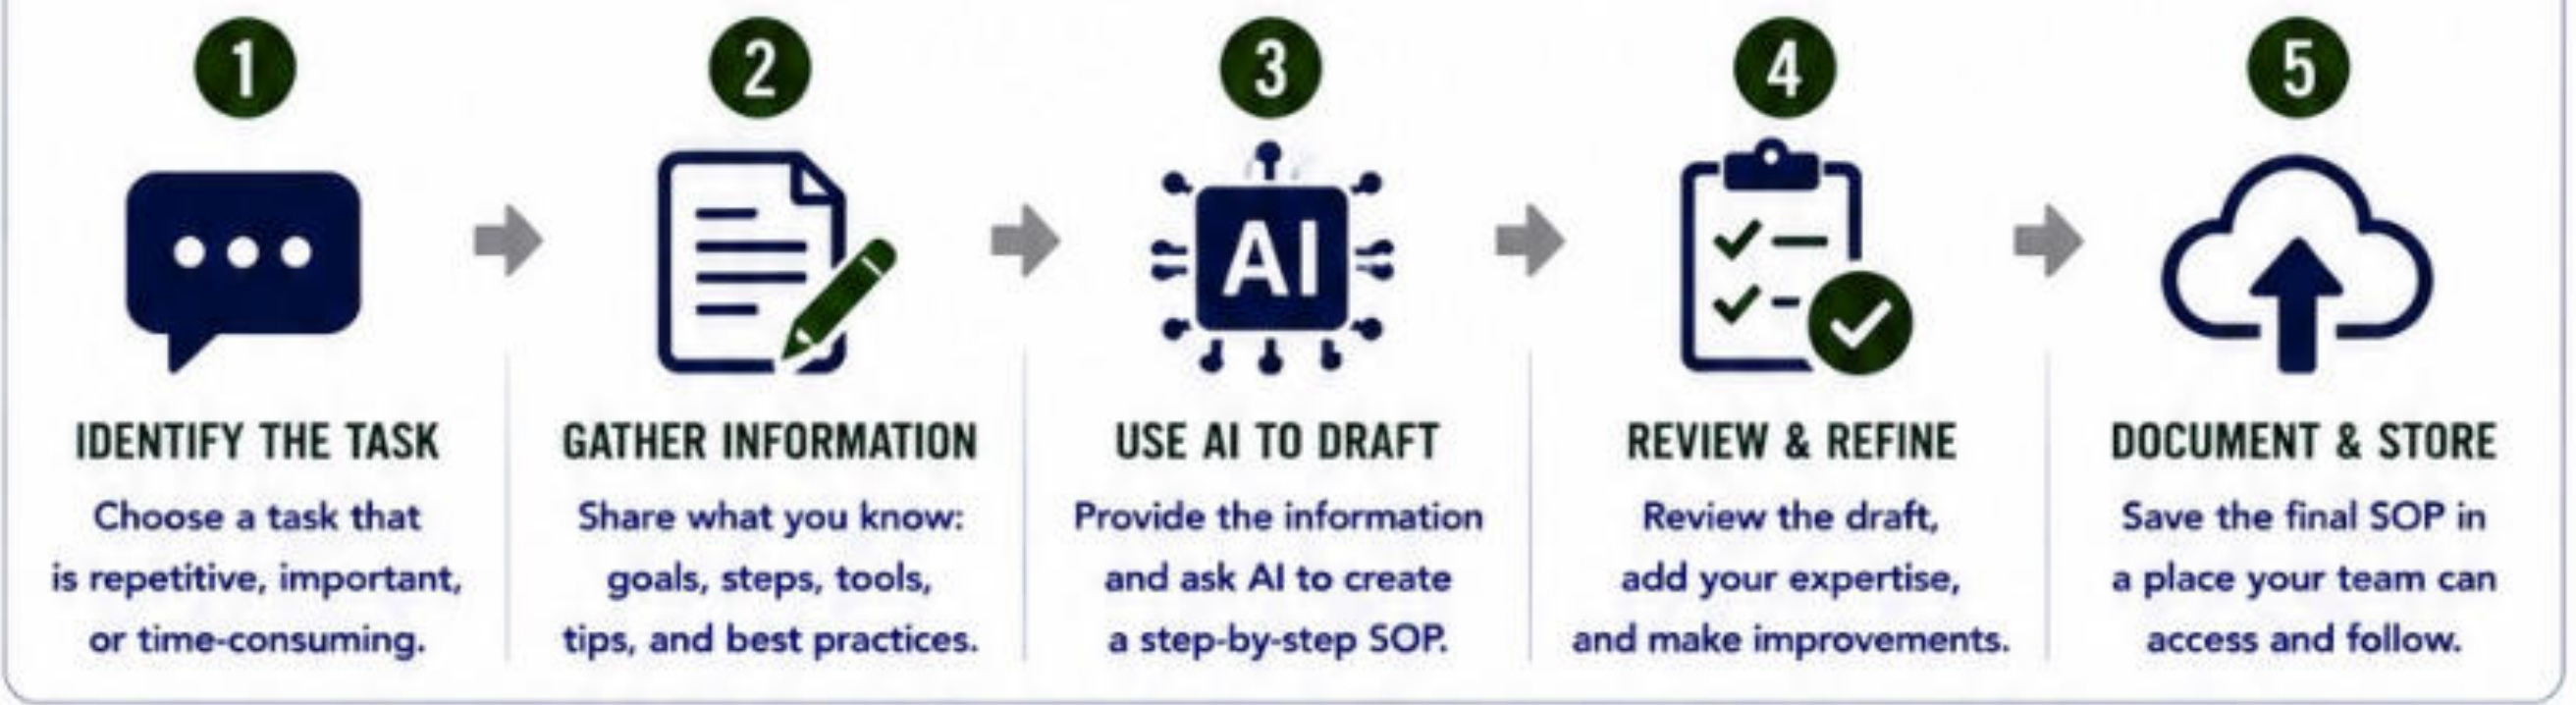 1
2
3
4
5
AI
IDENTIFY THE TASK
Choose a task that
is repetitive, important,
or time-consuming.
GATHER INFORMATION
Share what you know:
goals, steps, tools,
tips, and best practices.
USE AI TO DRAFT
Provide the information
and ask AI to create
a step-by-step SOP.
REVIEW & REFINE
Review the draft,
add your expertise,
and make improvements.
DOCUMENT & STORE
Save the final SOP in
a place your team can
access and follow.